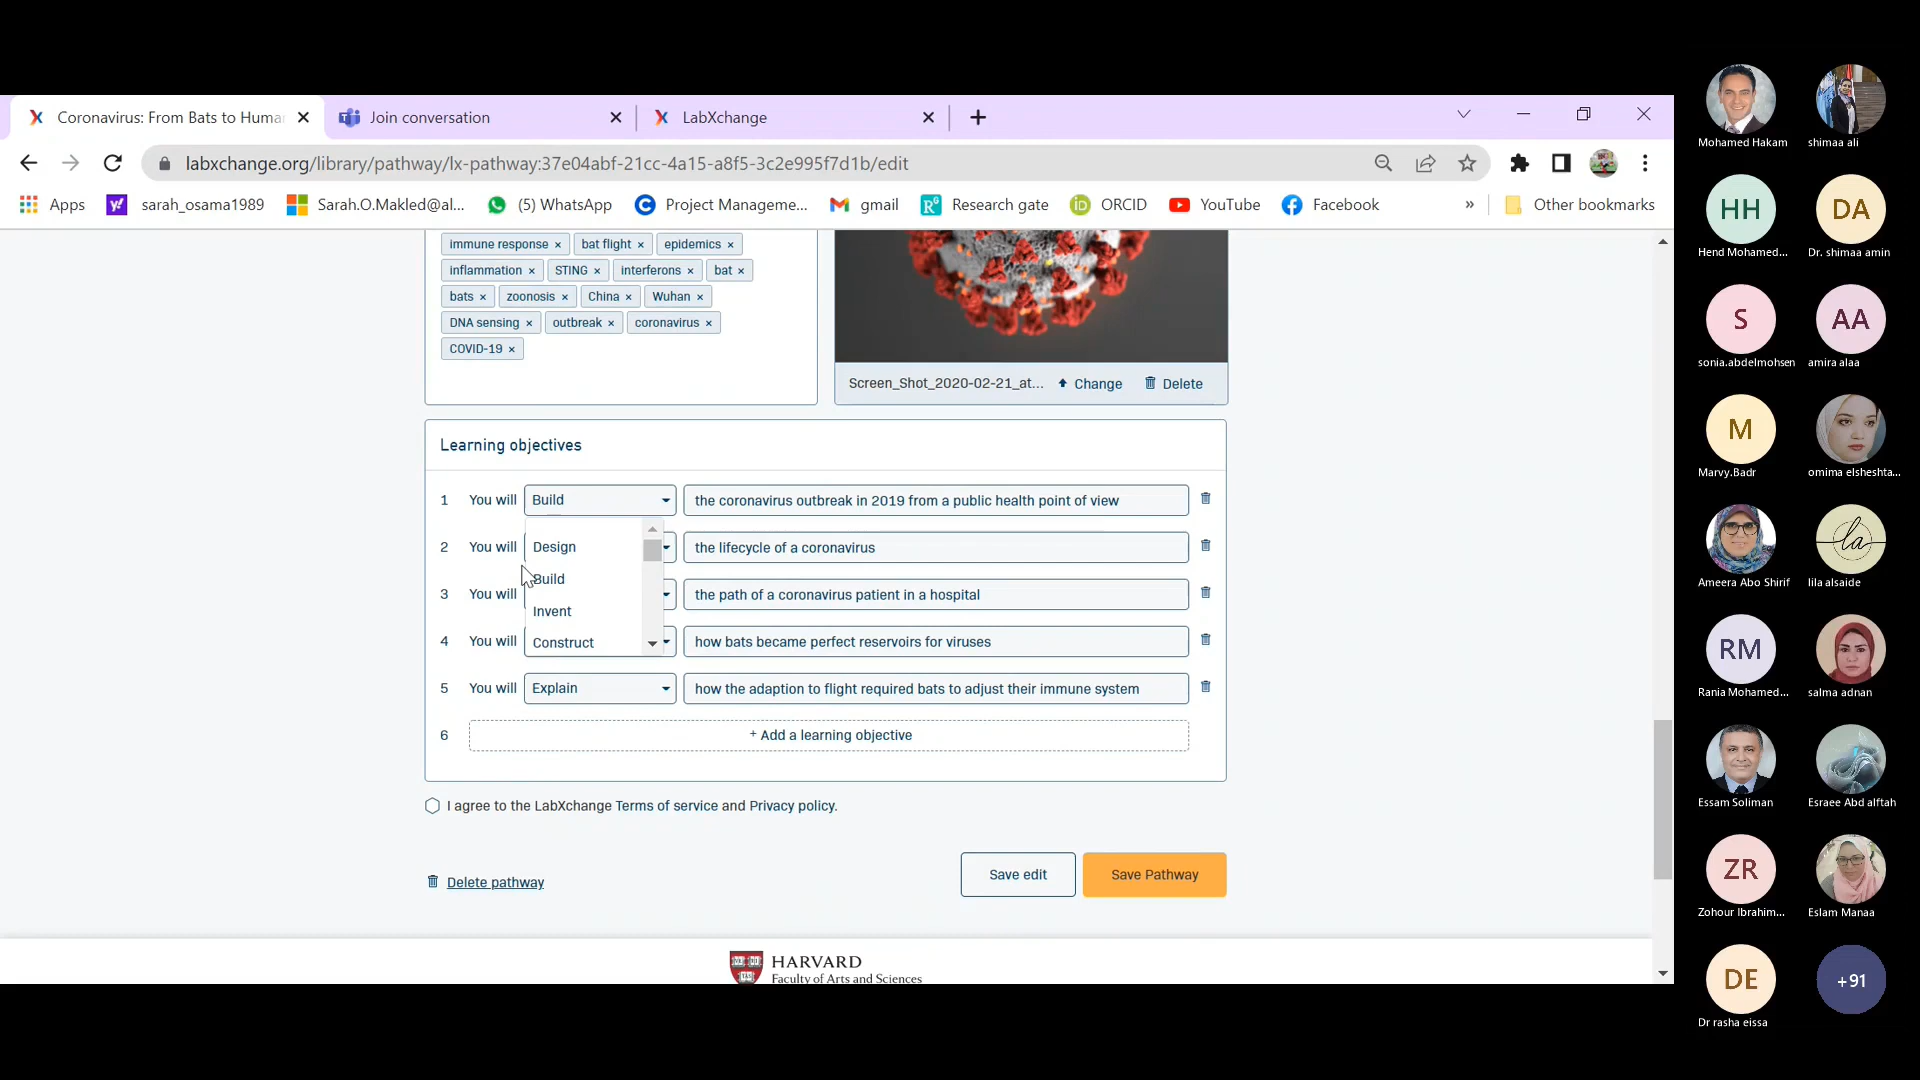 Coronavirus: From Bats to Huma
Join conversation
LabXchange
labxchange.org/library/pathway/lx-pathway:37e04abf-21cc-4a15-a8f5-3c2e995f7d1b/edit
Apps
sarah_osama1989
Sarah.O.Makled@al...
(5) WhatsApp
Project Manageme...
gmail
Research gate
ORCID
YouTube
Facebook
»
Other bookmarks
immune response × bat flight × epidemics ×
inflammation × STING × interferons × bat ×
bats × zoonosis × China × Wuhan ×
DNA sensing × outbreak × coronavirus ×
COVID-19 ×
Screen_Shot_2020-02-21_at... Change Delete
Learning objectives
1 You will Build the coronavirus outbreak in 2019 from a public health point of view
2 You will the lifecycle of a coronavirus
3 You will the path of a coronavirus patient in a hospital
4 You will how bats became perfect reservoirs for viruses
Design
Build
Invent
Construct
5 You will Explain how the adaption to flight required bats to adjust their immune system
6 + Add a learning objective
I agree to the LabXchange Terms of service and Privacy policy.
Delete pathway
Save edit
Save Pathway
HARVARD
Faculty of Arts and Sciences
Mohamed Hakam
shimaa ali
HH
Hend Mohamed...
DA
Dr. shimaa amin
S
sonia.abdelmohsen
AA
amira alaa
M
Marvy.Badr
omima elsheshta...
Ameera Abo Shirif
la
lila alsaide
RM
Rania Mohamed...
salma adnan
Essam Soliman
Esraee Abd alftah
ZR
Zohour Ibrahim...
Eslam Manaa
DE
Dr rasha eissa
+91